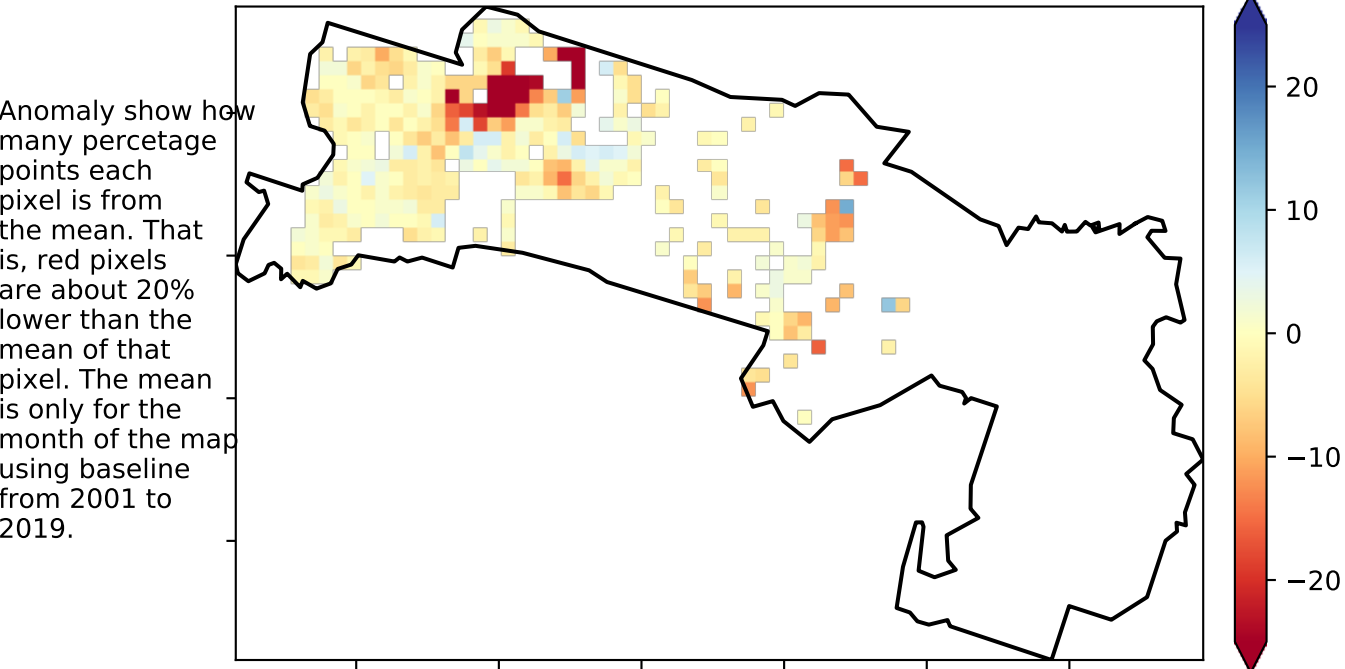 Anomaly show how
many percetage
points each
pixel is from
the mean. That
is, red pixels
are about 20%
lower than the
mean of that
pixel. The mean
is only for the
month of the map
using baseline
from 2001 to
2019.
20
10
0
−10
−20